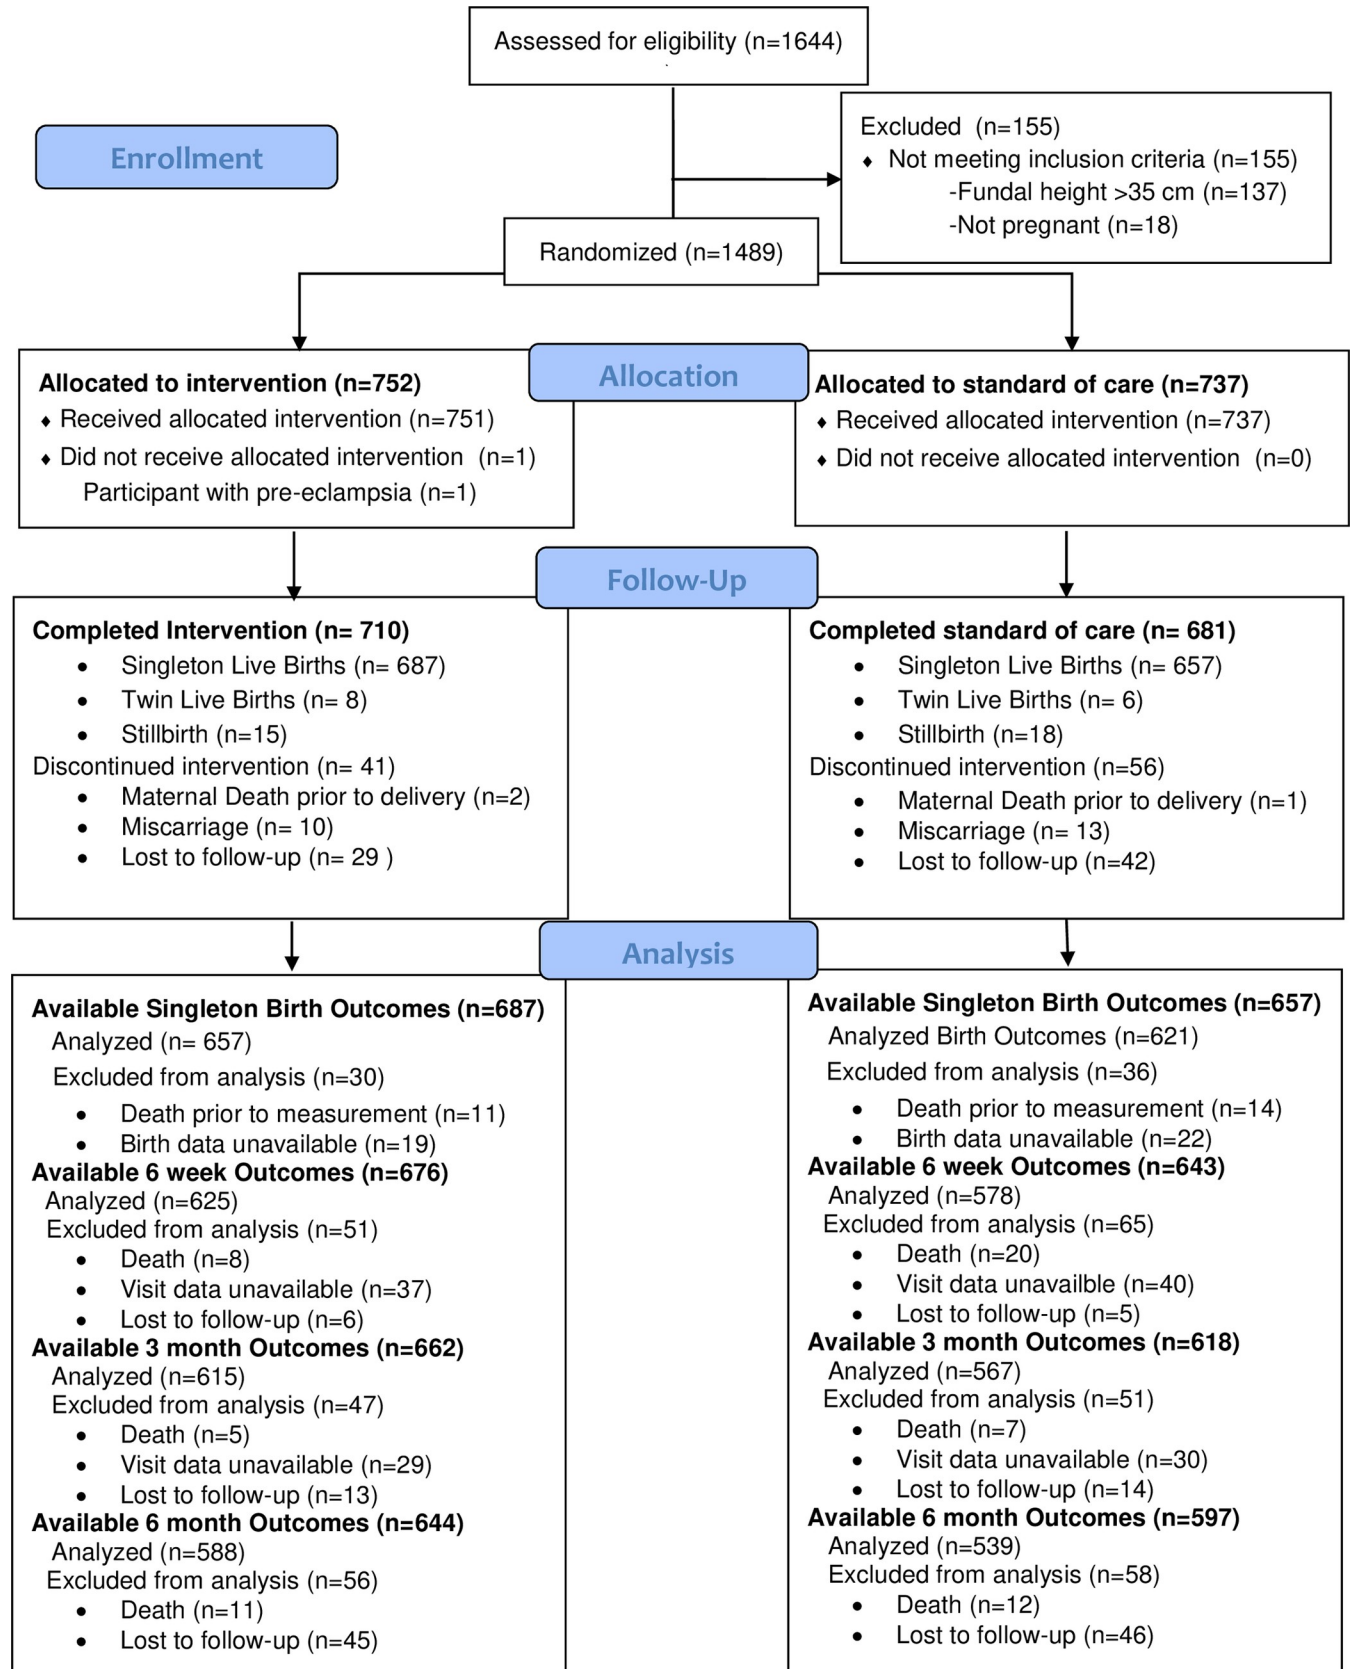 Assessed for eligibility (n=1644)
Enrollment
Excluded (n=155)
♦ Not meeting inclusion criteria (n=155)
-Fundal height >35 cm (n=137)
-Not pregnant (n=18)
Randomized (n=1489)
Allocation
Allocated to intervention (n=752)
♦ Received allocated intervention (n=751)
♦ Did not receive allocated intervention (n=1)
Participant with pre-eclampsia (n=1)
Allocated to standard of care (n=737)
♦ Received allocated intervention (n=737)
♦ Did not receive allocated intervention (n=0)
Follow-Up
Completed Intervention (n= 710)
• Singleton Live Births (n= 687)
• Twin Live Births (n= 8)
• Stillbirth (n=15)
Discontinued intervention (n= 41)
• Maternal Death prior to delivery (n=2)
• Miscarriage (n= 10)
• Lost to follow-up (n= 29 )
Completed standard of care (n= 681)
• Singleton Live Births (n= 657)
• Twin Live Births (n= 6)
• Stillbirth (n=18)
Discontinued intervention (n=56)
• Maternal Death prior to delivery (n=1)
• Miscarriage (n= 13)
• Lost to follow-up (n=42)
Analysis
Available Singleton Birth Outcomes (n=687)
Analyzed (n= 657)
Excluded from analysis (n=30)
• Death prior to measurement (n=11)
• Birth data unavailable (n=19)
Available 6 week Outcomes (n=676)
Analyzed (n=625)
Excluded from analysis (n=51)
• Death (n=8)
• Visit data unavailable (n=37)
• Lost to follow-up (n=6)
Available 3 month Outcomes (n=662)
Analyzed (n=615)
Excluded from analysis (n=47)
• Death (n=5)
• Visit data unavailable (n=29)
• Lost to follow-up (n=13)
Available 6 month Outcomes (n=644)
Analyzed (n=588)
Excluded from analysis (n=56)
• Death (n=11)
• Lost to follow-up (n=45)
Available Singleton Birth Outcomes (n=657)
Analyzed Birth Outcomes (n=621)
Excluded from analysis (n=36)
• Death prior to measurement (n=14)
• Birth data unavailable (n=22)
Available 6 week Outcomes (n=643)
Analyzed (n=578)
Excluded from analysis (n=65)
• Death (n=20)
• Visit data unavailble (n=40)
• Lost to follow-up (n=5)
Available 3 month Outcomes (n=618)
Analyzed (n=567)
Excluded from analysis (n=51)
• Death (n=7)
• Visit data unavailable (n=30)
• Lost to follow-up (n=14)
Available 6 month Outcomes (n=597)
Analyzed (n=539)
Excluded from analysis (n=58)
• Death (n=12)
• Lost to follow-up (n=46)